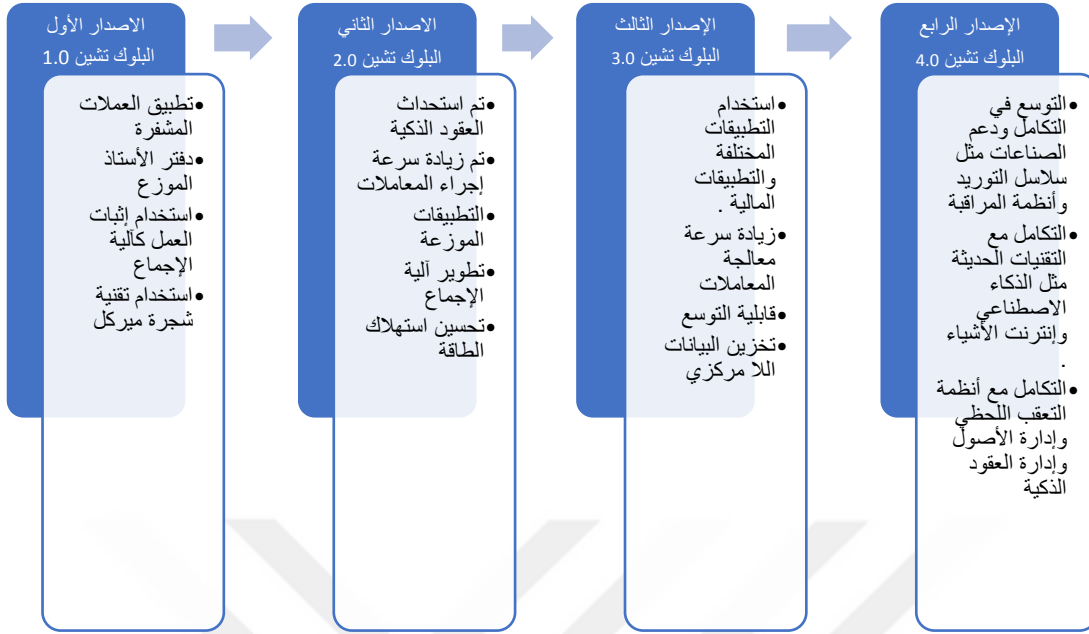 الاصدار الأول
البلوك تشين 1.0
•تطبيق العملات
المشفرة
•دفتر الأستاذ
الموزع
•استخدام إثبات
العمل كآلية
الإجماع
•استخدام تقنية
شجرة ميركل
الاصدار الثاني
البلوك تشين 2.0
•تم استحداث
العقود الذكية
•تم زيادة سرعة
إجراء المعاملات
•التطبيقات
الموزعة
•تطوير آلية
الإجماع
•تحسين استهلاك
الطاقة
الإصدار الثالث
البلوك تشين 3.0
•استخدام
التطبيقات
المختلفة
والتطبيقات
المالية .
•زيادة سرعة
معالجة
المعاملات
•قابلية التوسع
•تخزين البيانات
اللا مركزي
الإصدار الرابع
البلوك تشين 4.0
•التوسع في
التكامل ودعم
الصناعات مثل
سلاسل التوريد
وأنظمة المراقبة
•التكامل مع
التقنيات الحديثة
مثل الذكاء
الاصطناعي
وإنترنت الأشياء
.
•التكامل مع أنظمة
التعقب اللحظي
وإدارة الأصول
وإدارة العقود
الذكية